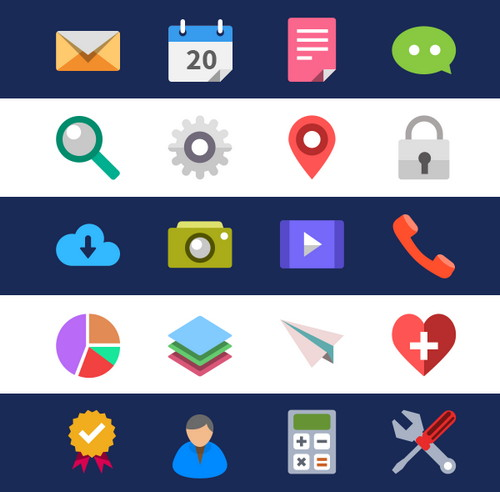 20
+ −
× =